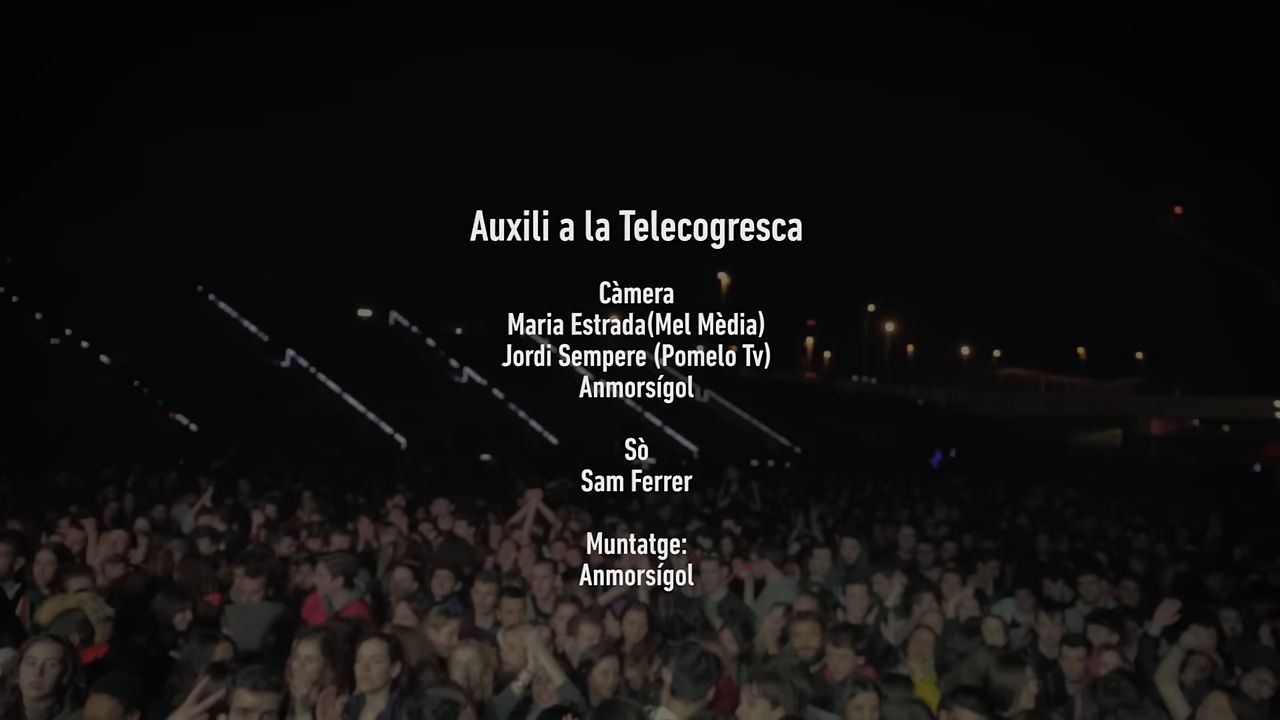 Auxili a la Telecogresca
Càmera
Maria Estrada(Mel Mèdia)
Jordi Sempere (Pomelo Tv)
Anmorsígol
Sò
Sam Ferrer
Muntatge:
Anmorsígol